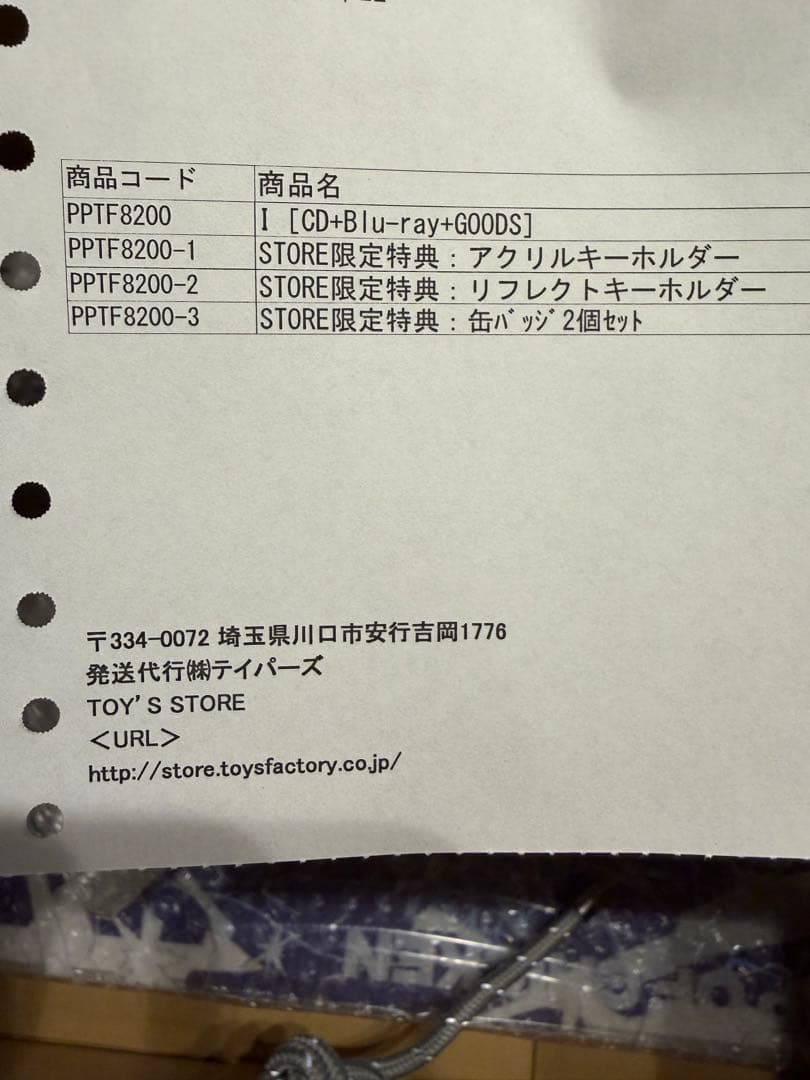 商品コード 商品名
PPTF8200 I [CD+Blu-ray+GOODS]
PPTF8200-1 STORE限定特典：アクリルキーホルダー
PPTF8200-2 STORE限定特典：リフレクトキーホルダー
PPTF8200-3 STORE限定特典：缶ﾊﾞｯｼﾞ2個ｾｯﾄ
〒334-0072 埼玉県川口市安行吉岡1776
発送代行㈱テイパーズ
TOY'S STORE
＜URL＞
http://store.toysfactory.co.jp/